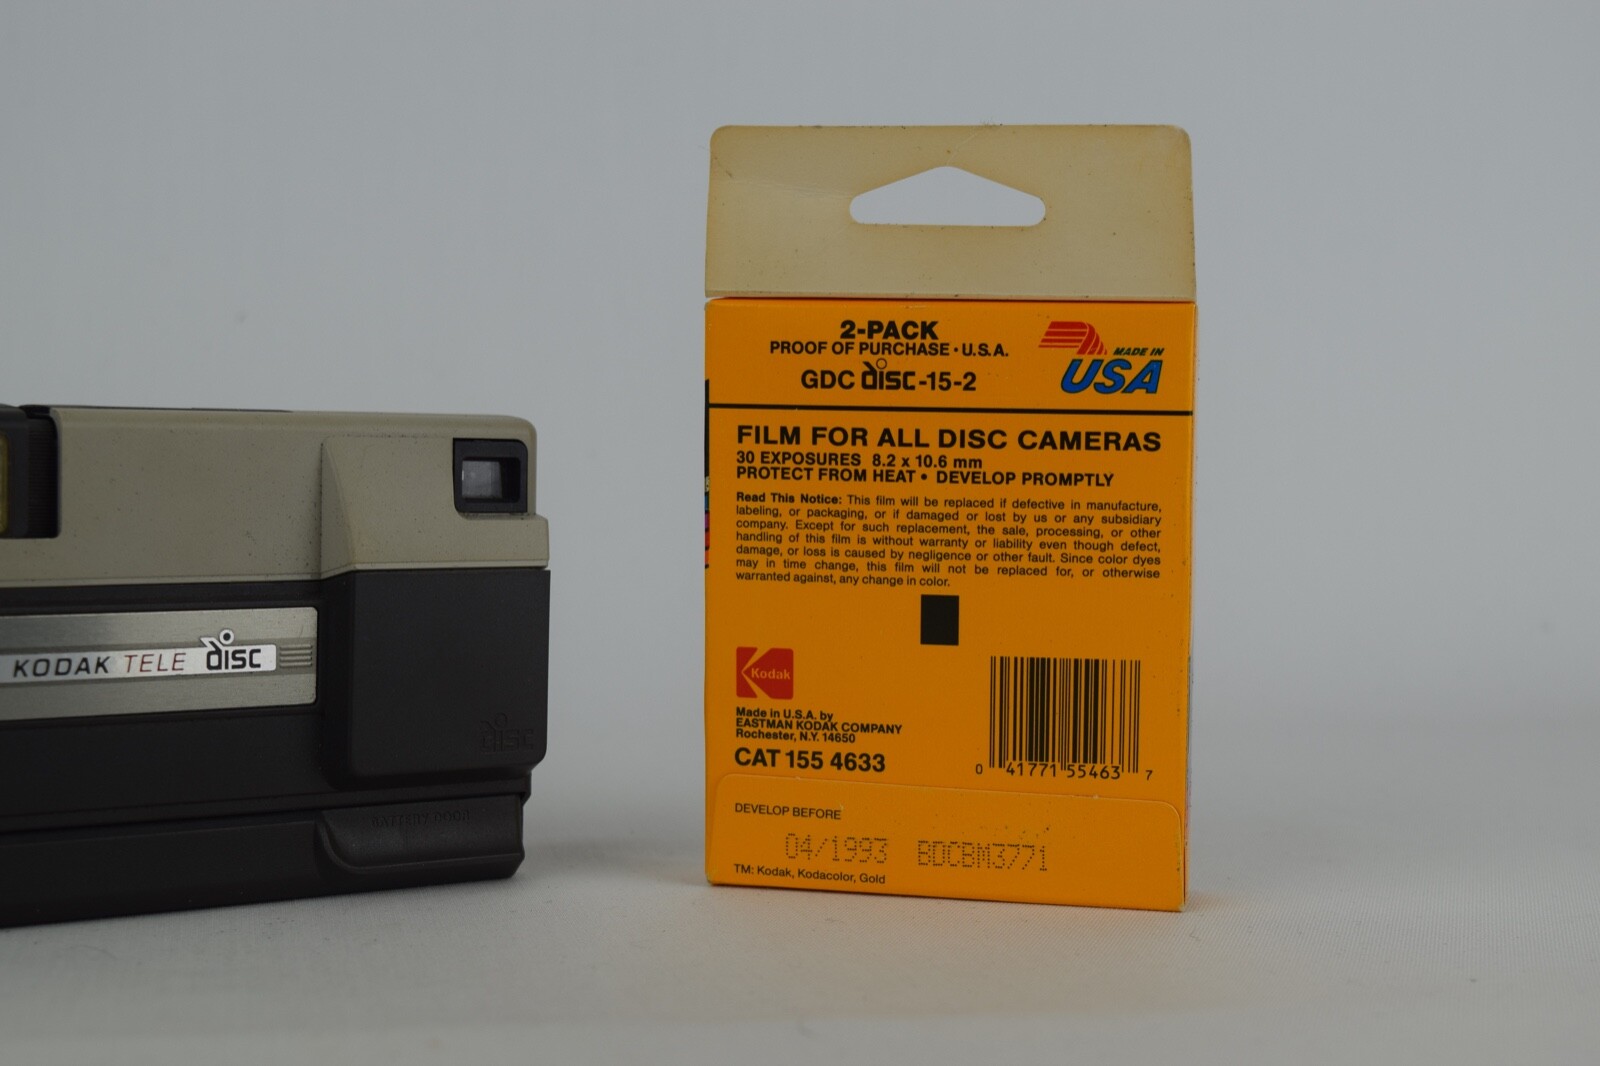 KODAK TELE disc
disc
BATTERY DOOR
2-PACK
PROOF OF PURCHASE • U.S.A.
GDC disc-15-2
MADE IN
USA
FILM FOR ALL DISC CAMERAS
30 EXPOSURES 8.2 x 10.6 mm
PROTECT FROM HEAT • DEVELOP PROMPTLY
Read This Notice: This film will be replaced if defective in manufacture,
labeling, or packaging, or if damaged or lost by us or any subsidiary
company. Except for such replacement, the sale, processing, or other
handling of this film is without warranty or liability even though defect,
damage, or loss is caused by negligence or other fault. Since color dyes
may in time change, this film will not be replaced for, or otherwise
warranted against, any change in color.
Kodak
Made in U.S.A. by
EASTMAN KODAK COMPANY
Rochester, N.Y. 14650
CAT 155 4633
0 41771 55463 7
DEVELOP BEFORE
04/1993 BDCBM3771
TM: Kodak, Kodacolor, Gold